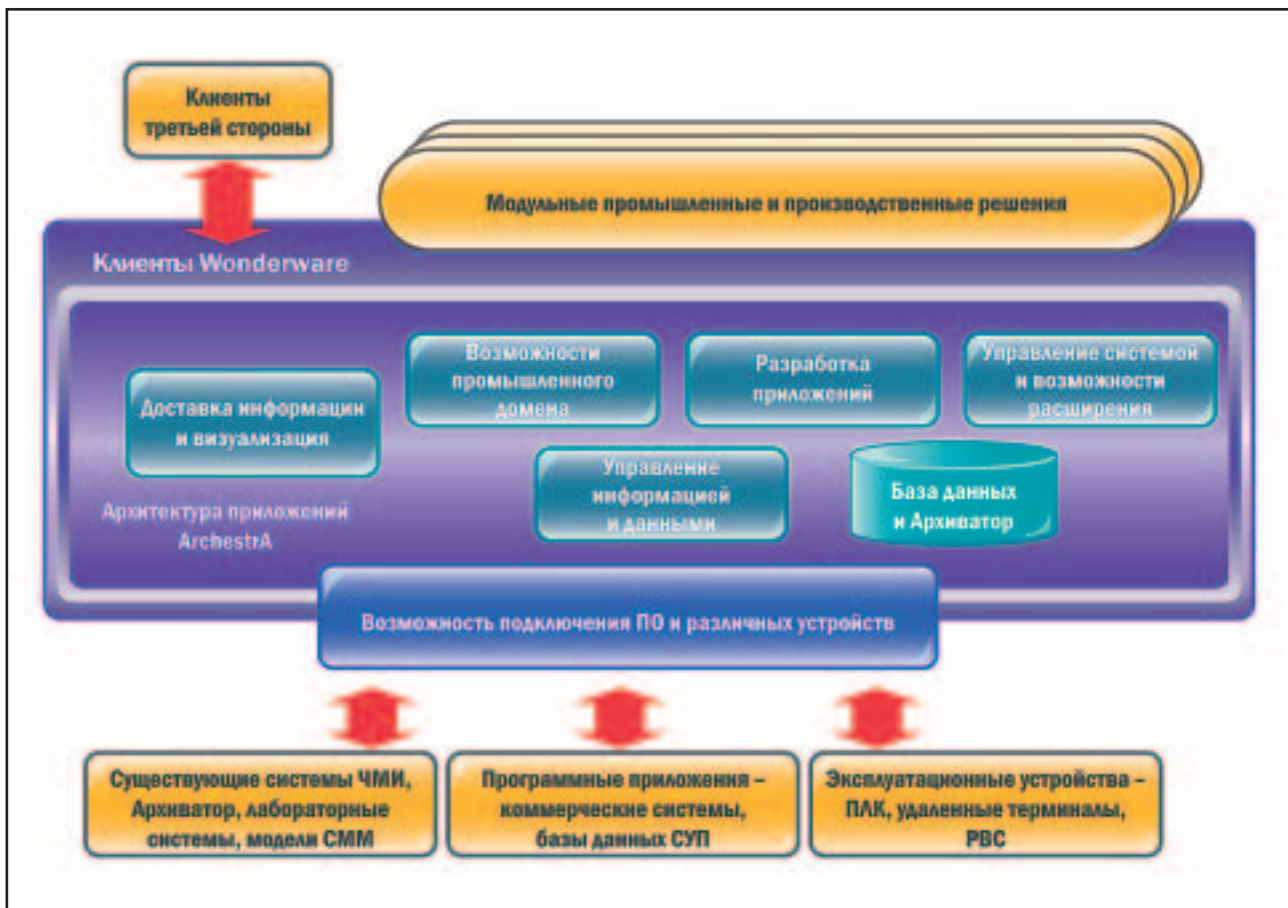 Клиенты
третьей стороны
Модульные промышленные и производственные решения
Клиенты Wonderware
Возможности
промышленного
домена
Разработка
приложений
Управление системой
и возможности
расширения
Доставка информации
и визуализация
Управление
информацией
и данными
База данных
и Архиватор
Архитектура приложений
ArchestrA
Возможность подключения ПО и различных устройств
Существующие системы ЧМИ,
Архиватор, лабораторные
системы, модели СММ
Программные приложения –
коммерческие системы,
базы данных СУП
Эксплуатационные устройства –
ПЛК, удаленные терминалы,
РВС